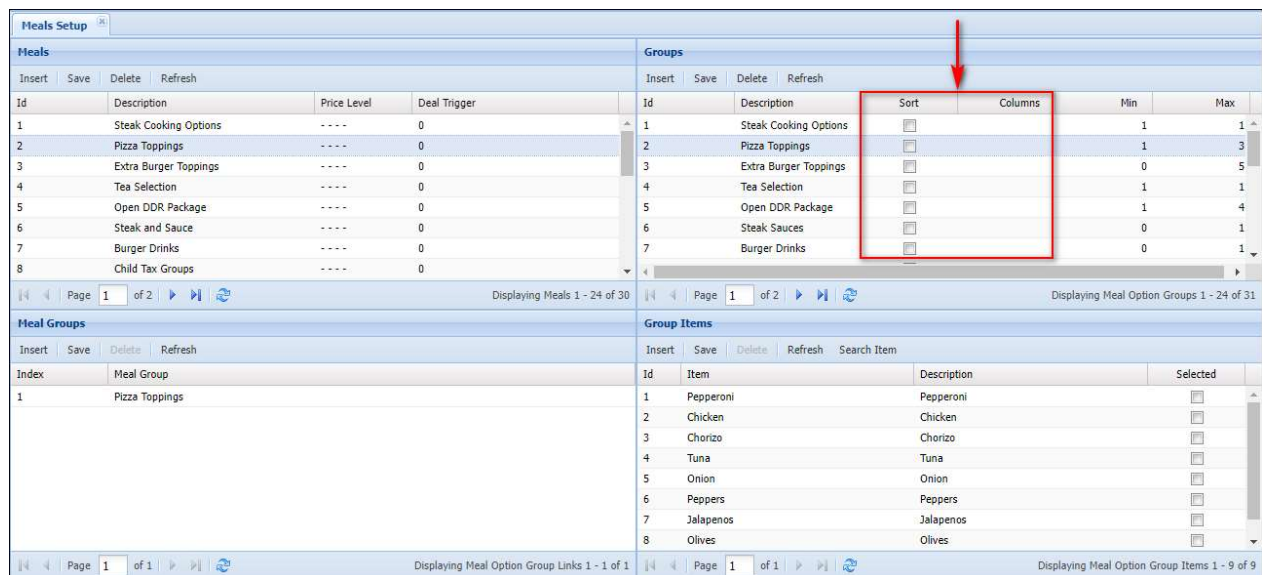 Meals Setup
Meals
Insert Save Delete Refresh
Id Description Price Level Deal Trigger
1 Steak Cooking Options - - - - 0
2 Pizza Toppings - - - - 0
3 Extra Burger Toppings - - - - 0
4 Tea Selection - - - - 0
5 Open DDR Package - - - - 0
6 Steak and Sauce - - - - 0
7 Burger Drinks - - - - 0
8 Child Tax Groups - - - - 0
Page 1 of 2 Displaying Meals 1 - 24 of 30
Groups
Insert Save Delete Refresh
Id Description Sort Columns Min Max
1 Steak Cooking Options 1 1
2 Pizza Toppings 1 3
3 Extra Burger Toppings 0 5
4 Tea Selection 1 1
5 Open DDR Package 1 4
6 Steak Sauces 0 1
7 Burger Drinks 0 1
Page 1 of 2 Displaying Meal Option Groups 1 - 24 of 31
Meal Groups
Insert Save Delete Refresh
Index Meal Group
1 Pizza Toppings
Page 1 of 1 Displaying Meal Option Group Links 1 - 1 of 1
Group Items
Insert Save Delete Refresh Search Item
Id Item Description Selected
1 Pepperoni Pepperoni
2 Chicken Chicken
3 Chorizo Chorizo
4 Tuna Tuna
5 Onion Onion
6 Peppers Peppers
7 Jalapenos Jalapenos
8 Olives Olives
Page 1 of 1 Displaying Meal Option Group Items 1 - 9 of 9